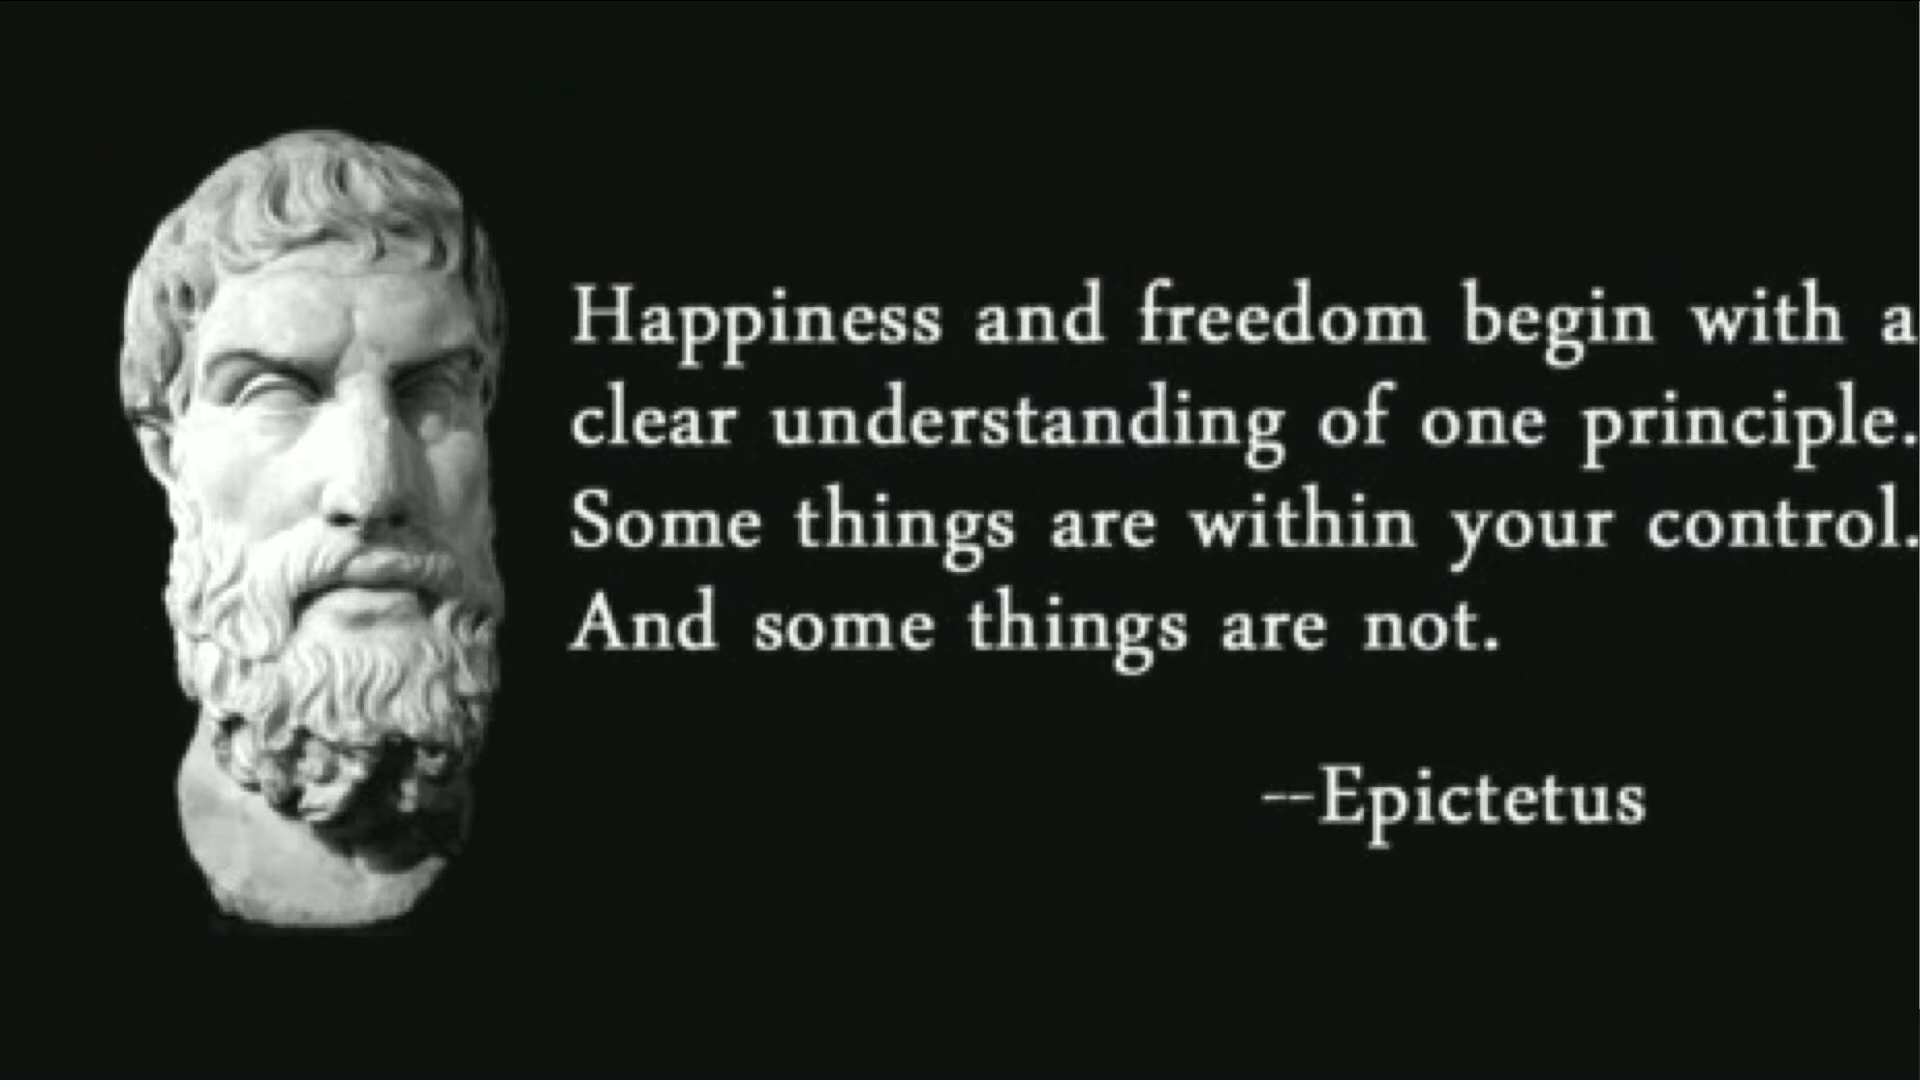 Happiness and freedom begin with a
clear understanding of one principle.
Some things are within your control.
And some things are not.
--Epictetus